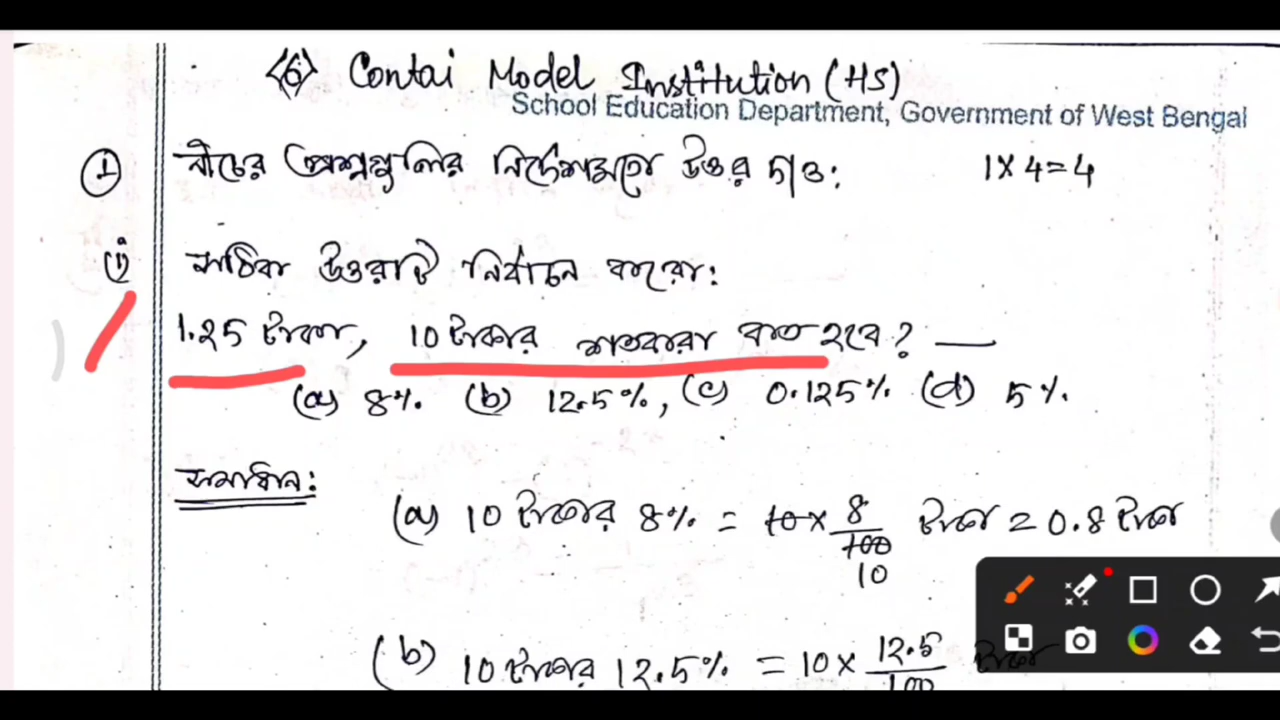 <6> Contai Model Institution (HS)
School Education Department, Government of West Bengal
1 নীচের প্রশ্নগুলির নির্দেশমতো উত্তর দাও: 1×4=4
(i) সঠিক উত্তরটি নির্বাচন করো:
1.25 টাকা, 10 টাকার শতকরা কত হবে? —
(a) 8%. (b) 12.5%, (c) 0.125%. (d) 5%.
সমাধান:
(a) 10 টাকার 8% = 10 × 8/100 টাকা = 0.8 টাকা
10
(b) 10 টাকার 12.5% = 10 × 12.5/100 টাকা